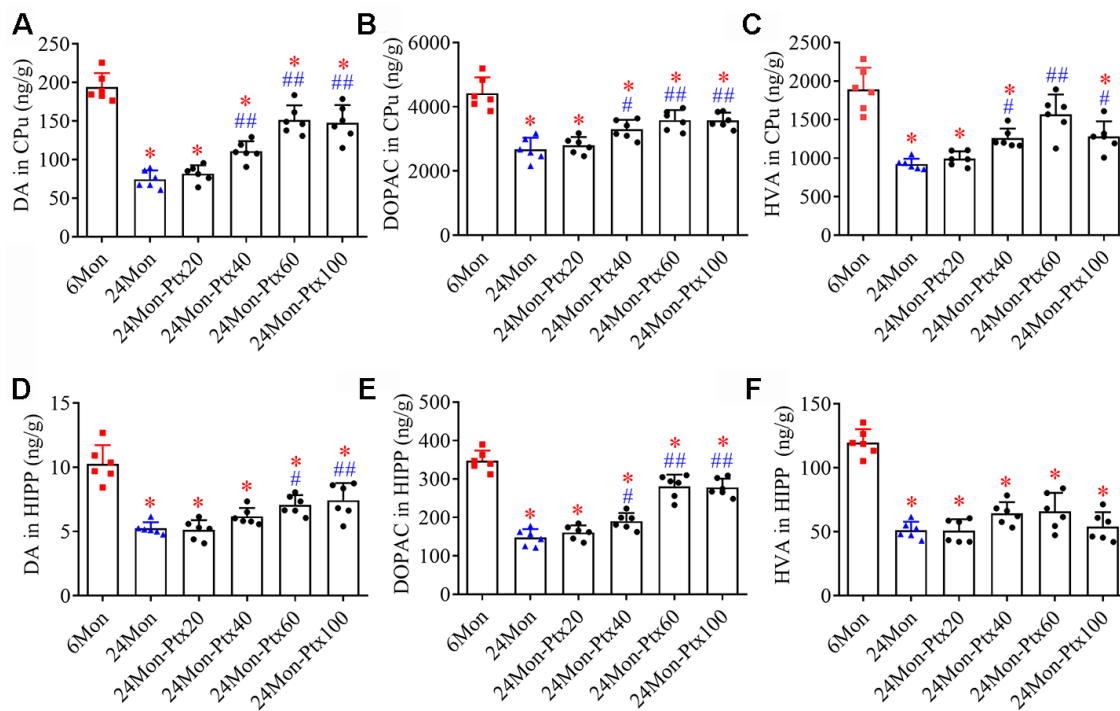 A
DA in CPu (ng/g)
250
200
150
100
50
0
*
*
*
##
*
##
*
##
6Mon
24Mon
24Mon-Ptx20
24Mon-Ptx40
24Mon-Ptx60
24Mon-Ptx100
B
DOPAC in CPu (ng/g)
6000
4000
2000
0
*
*
*
#
*
##
*
##
6Mon
24Mon
24Mon-Ptx20
24Mon-Ptx40
24Mon-Ptx60
24Mon-Ptx100
C
HVA in CPu (ng/g)
2500
2000
1500
1000
500
0
*
*
*
#
##
*
#
6Mon
24Mon
24Mon-Ptx20
24Mon-Ptx40
24Mon-Ptx60
24Mon-Ptx100
D
DA in HIPP (ng/g)
15
10
5
0
*
*
*
*
#
*
##
6Mon
24Mon
24Mon-Ptx20
24Mon-Ptx40
24Mon-Ptx60
24Mon-Ptx100
E
DOPAC in HIPP (ng/g)
500
400
300
200
100
0
*
*
*
#
*
##
*
##
6Mon
24Mon
24Mon-Ptx20
24Mon-Ptx40
24Mon-Ptx60
24Mon-Ptx100
F
HVA in HIPP (ng/g)
150
100
50
0
*
*
*
*
*
6Mon
24Mon
24Mon-Ptx20
24Mon-Ptx40
24Mon-Ptx60
24Mon-Ptx100